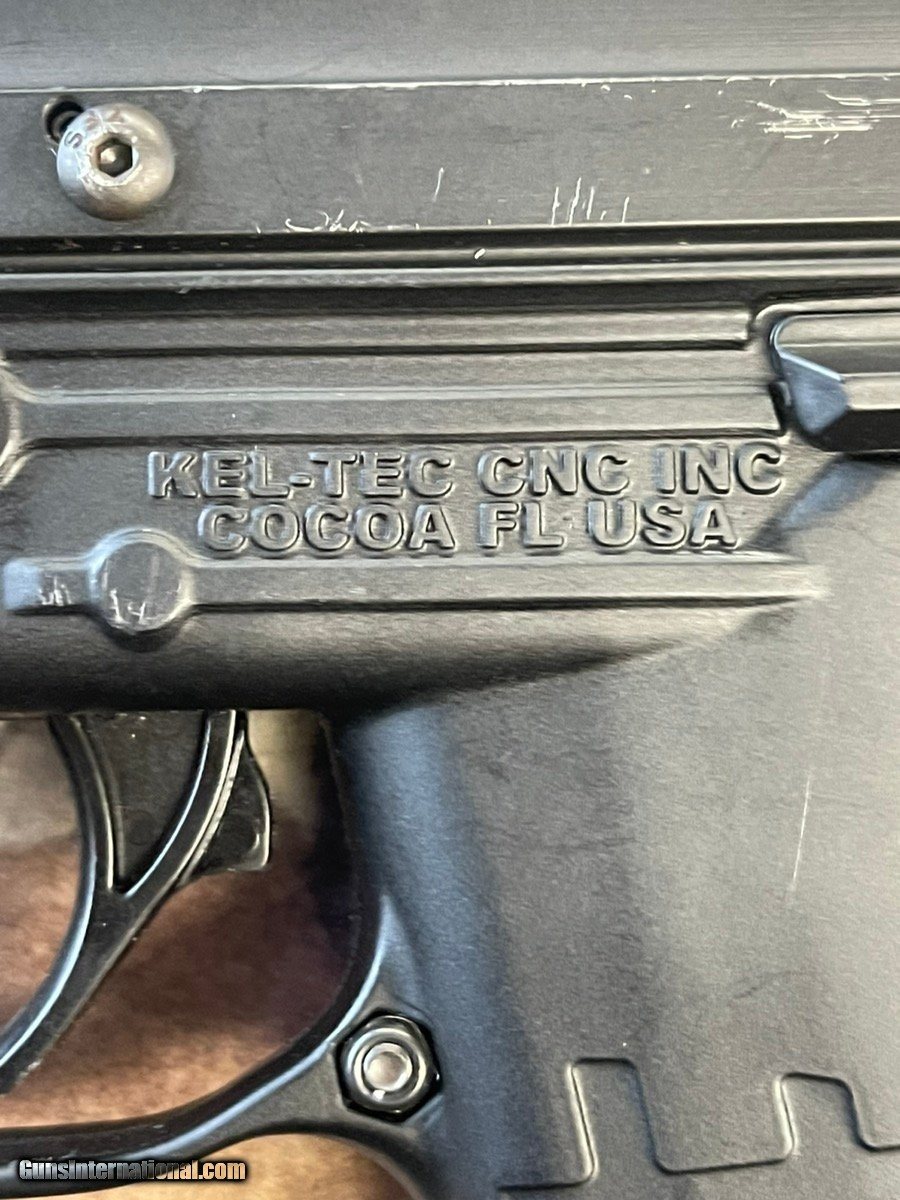 KEL-TEC CNC INC
COCOA FL USA
GunsInternational.com